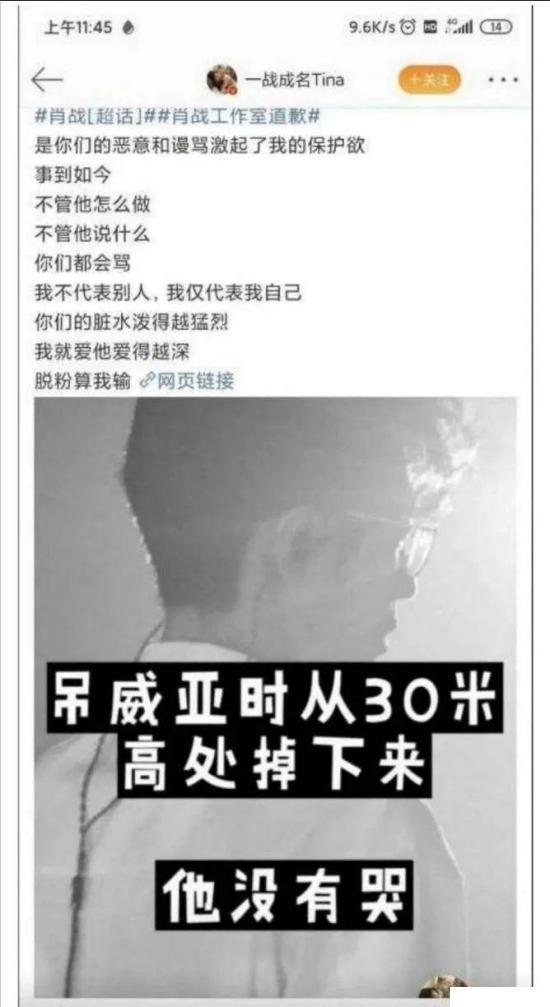 上午11:45
9.6K/s HD 4G 14
一战成名Tina
+关注
#肖战[超话]##肖战工作室道歉#
是你们的恶意和谩骂激起了我的保护欲
事到如今
不管他怎么做
不管他说什么
你们都会骂
我不代表别人，我仅代表我自己
你们的脏水泼得越猛烈
我就爱他爱得越深
脱粉算我输 网页链接
吊威亚时从30米
高处掉下来
他没有哭